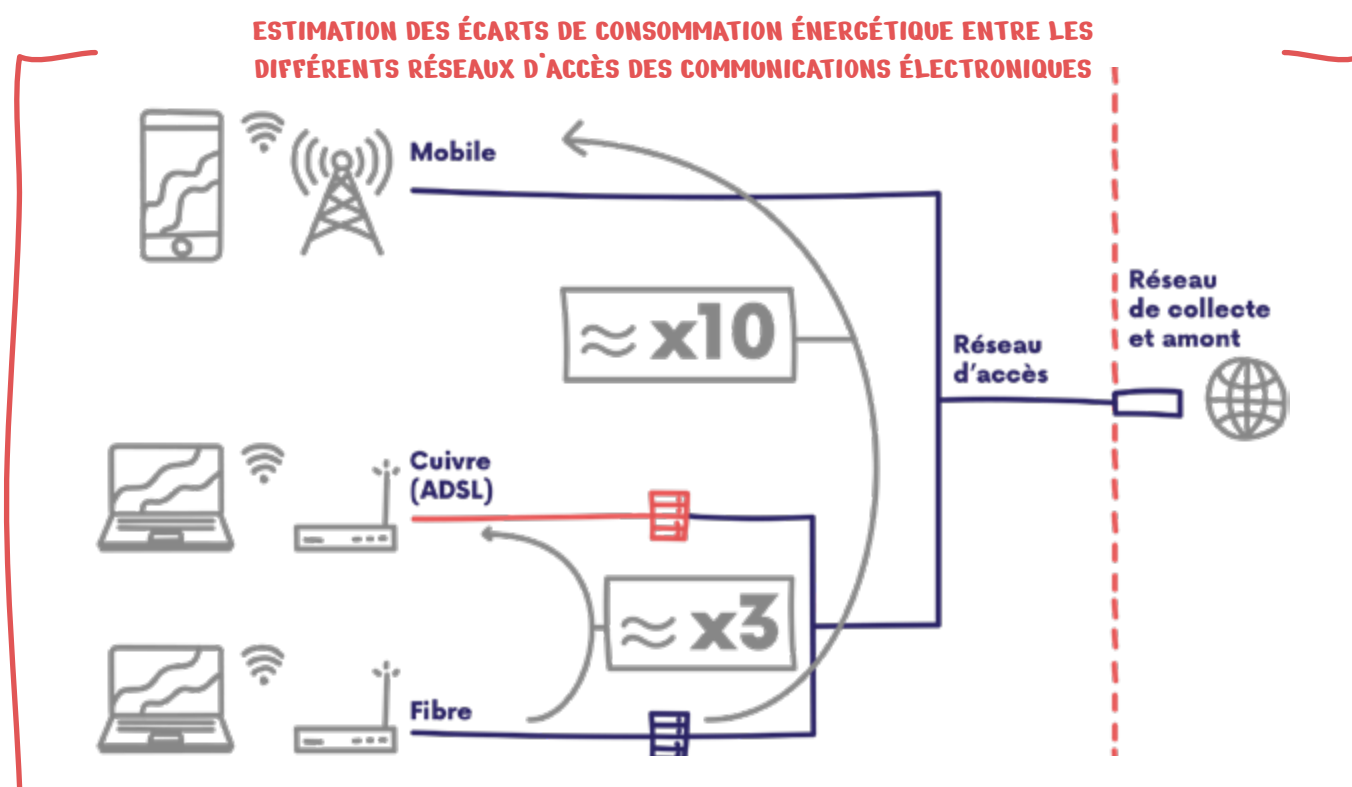 ESTIMATION DES ÉCARTS DE CONSOMMATION ÉNERGÉTIQUE ENTRE LES
DIFFÉRENTS RÉSEAUX D'ACCÈS DES COMMUNICATIONS ÉLECTRONIQUES
Mobile
≈ x10
Réseau
d'accès
Réseau
de collecte
et amont
Cuivre
(ADSL)
≈ x3
Fibre